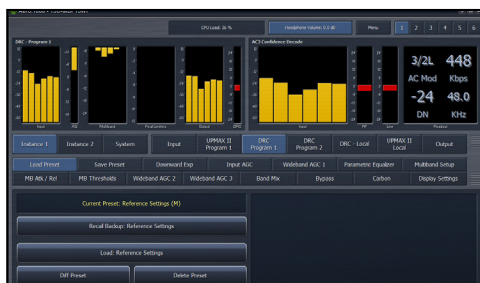 CPU Load: 26 %
Headphone Volume: 0.0 dB
Menu
1 2 3 4 5 6
DRC - Program 1
AC3 Confidence Encode
3/2L 448
AC Mod Kbps
-24 48.0
DN KHz
Input
AGC
Multiband
Output
Input
Instance 1
Instance 2
System
Input
UPMAX II Program 1
DRC Program 1
DRC Program 2
DRC - Local
UPMAX II Local
Output
Load Preset
Save Preset
Downward Exp
Input AGC
Wideband AGC 1
Parametric Equalizer
Multiband Setup
MB Atk / Rel
MB Thresholds
Wideband AGC 2
Wideband AGC 3
Band Mix
Bypass
Carbon
Display Settings
Current Preset: Reference Settings (M)
Recall Backup: Reference Settings
Load: Reference Settings
Diff Preset
Delete Preset